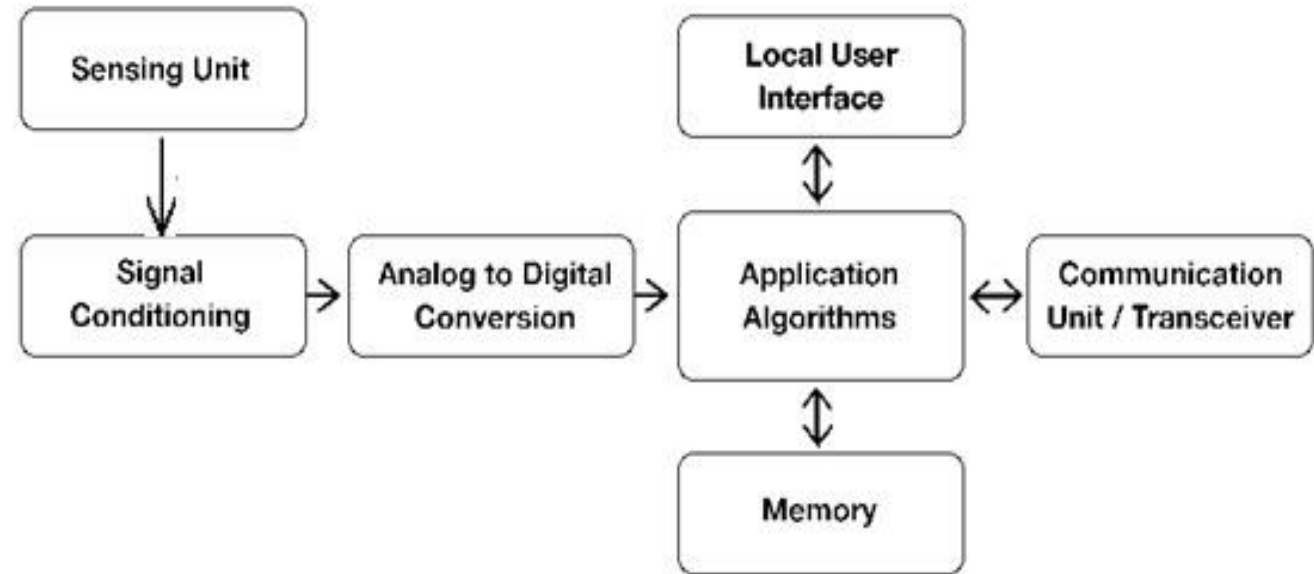 Sensing Unit
Local User
Interface
Signal
Conditioning
Analog to Digital
Conversion
Application
Algorithms
Communication
Unit / Transceiver
Memory